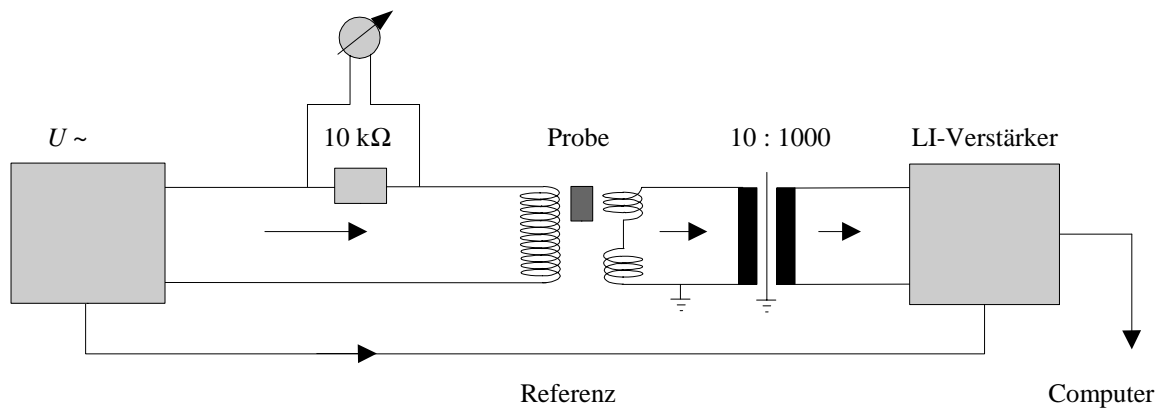 U ~
10 kΩ
Probe
10 : 1000
LI-Verstärker
Referenz
Computer